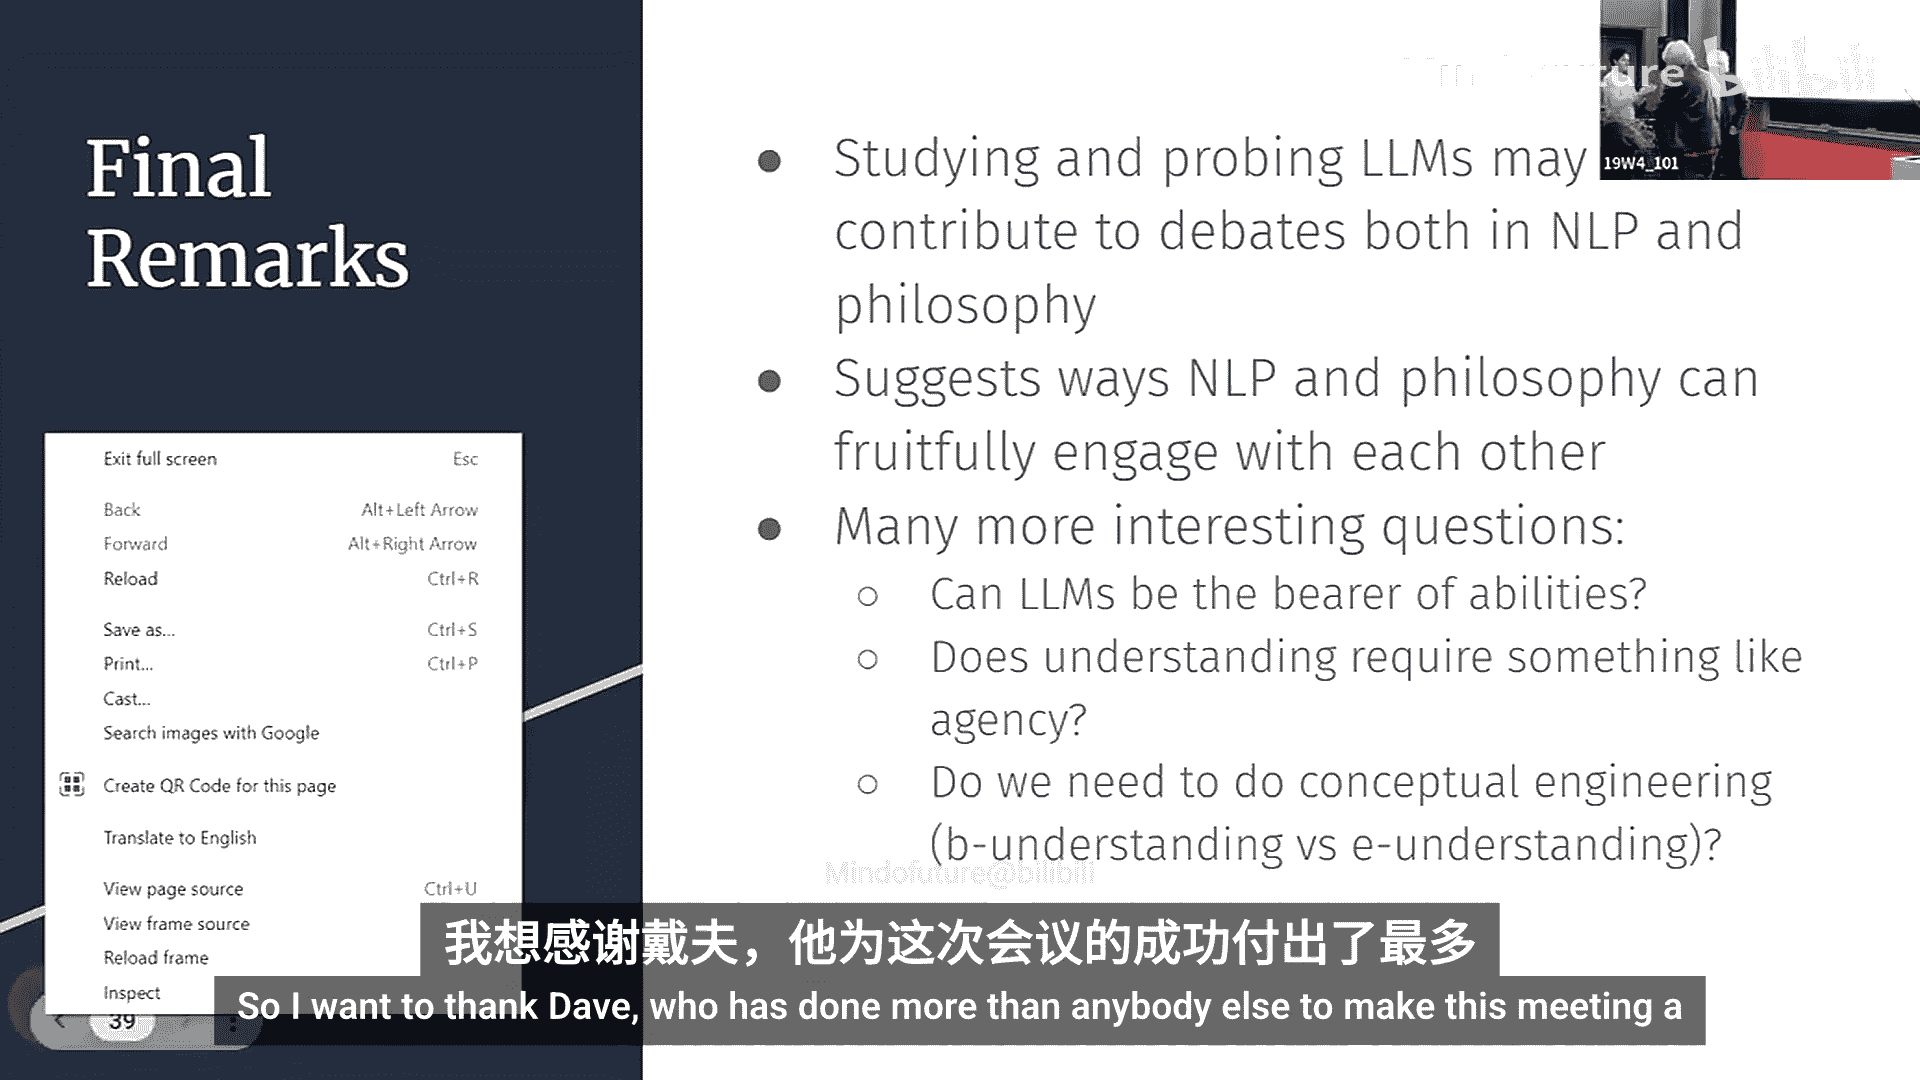 Final
Remarks
Studying and probing LLMs may
contribute to debates both in NLP and
philosophy
Suggests ways NLP and philosophy can
fruitfully engage with each other
Many more interesting questions:
Can LLMs be the bearer of abilities?
Does understanding require something like
agency?
Do we need to do conceptual engineering
(b-understanding vs e-understanding)?
19W4_101
bilibili
Exit full screen Esc
Back Alt+Left Arrow
Forward Alt+Right Arrow
Reload Ctrl+R
Save as... Ctrl+S
Print... Ctrl+P
Cast...
Search images with Google
Create QR Code for this page
Translate to English
View page source Ctrl+U
View frame source
Reload frame
Inspect
39
Mindofuture@bilibili
我想感谢戴夫，他为这次会议的成功付出了最多
So I want to thank Dave, who has done more than anybody else to make this meeting a